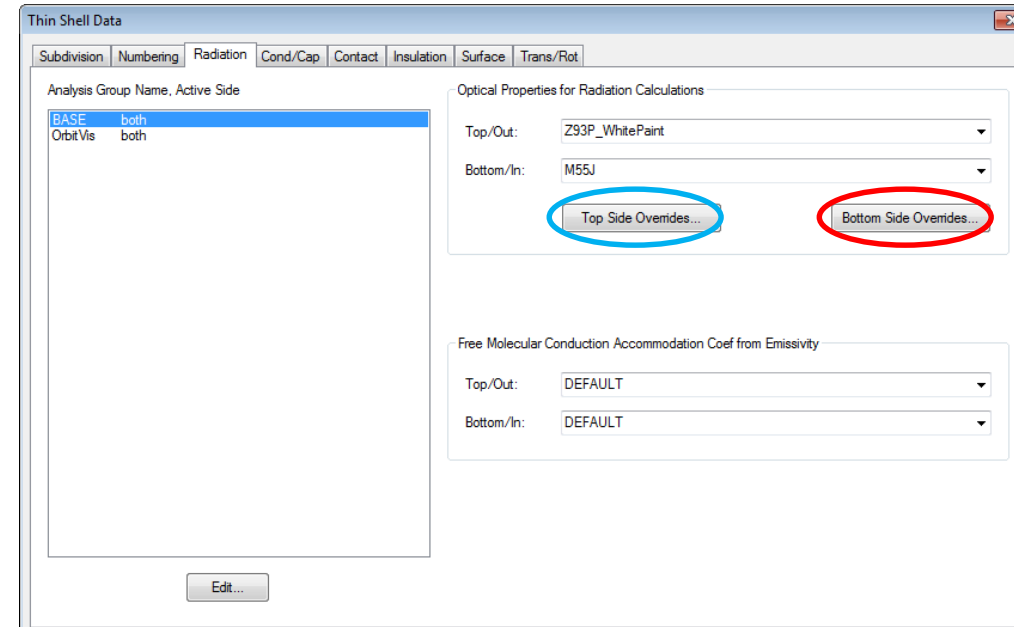 Thin Shell Data
Subdivision Numbering Radiation Cond/Cap Contact Insulation Surface Trans/Rot
Analysis Group Name, Active Side
BASE both
OrbitVis both
Edit...
Optical Properties for Radiation Calculations
Top/Out: Z93P_WhitePaint
Bottom/In: M55J
Top Side Overrides... Bottom Side Overrides...
Free Molecular Conduction Accommodation Coef from Emissivity
Top/Out: DEFAULT
Bottom/In: DEFAULT